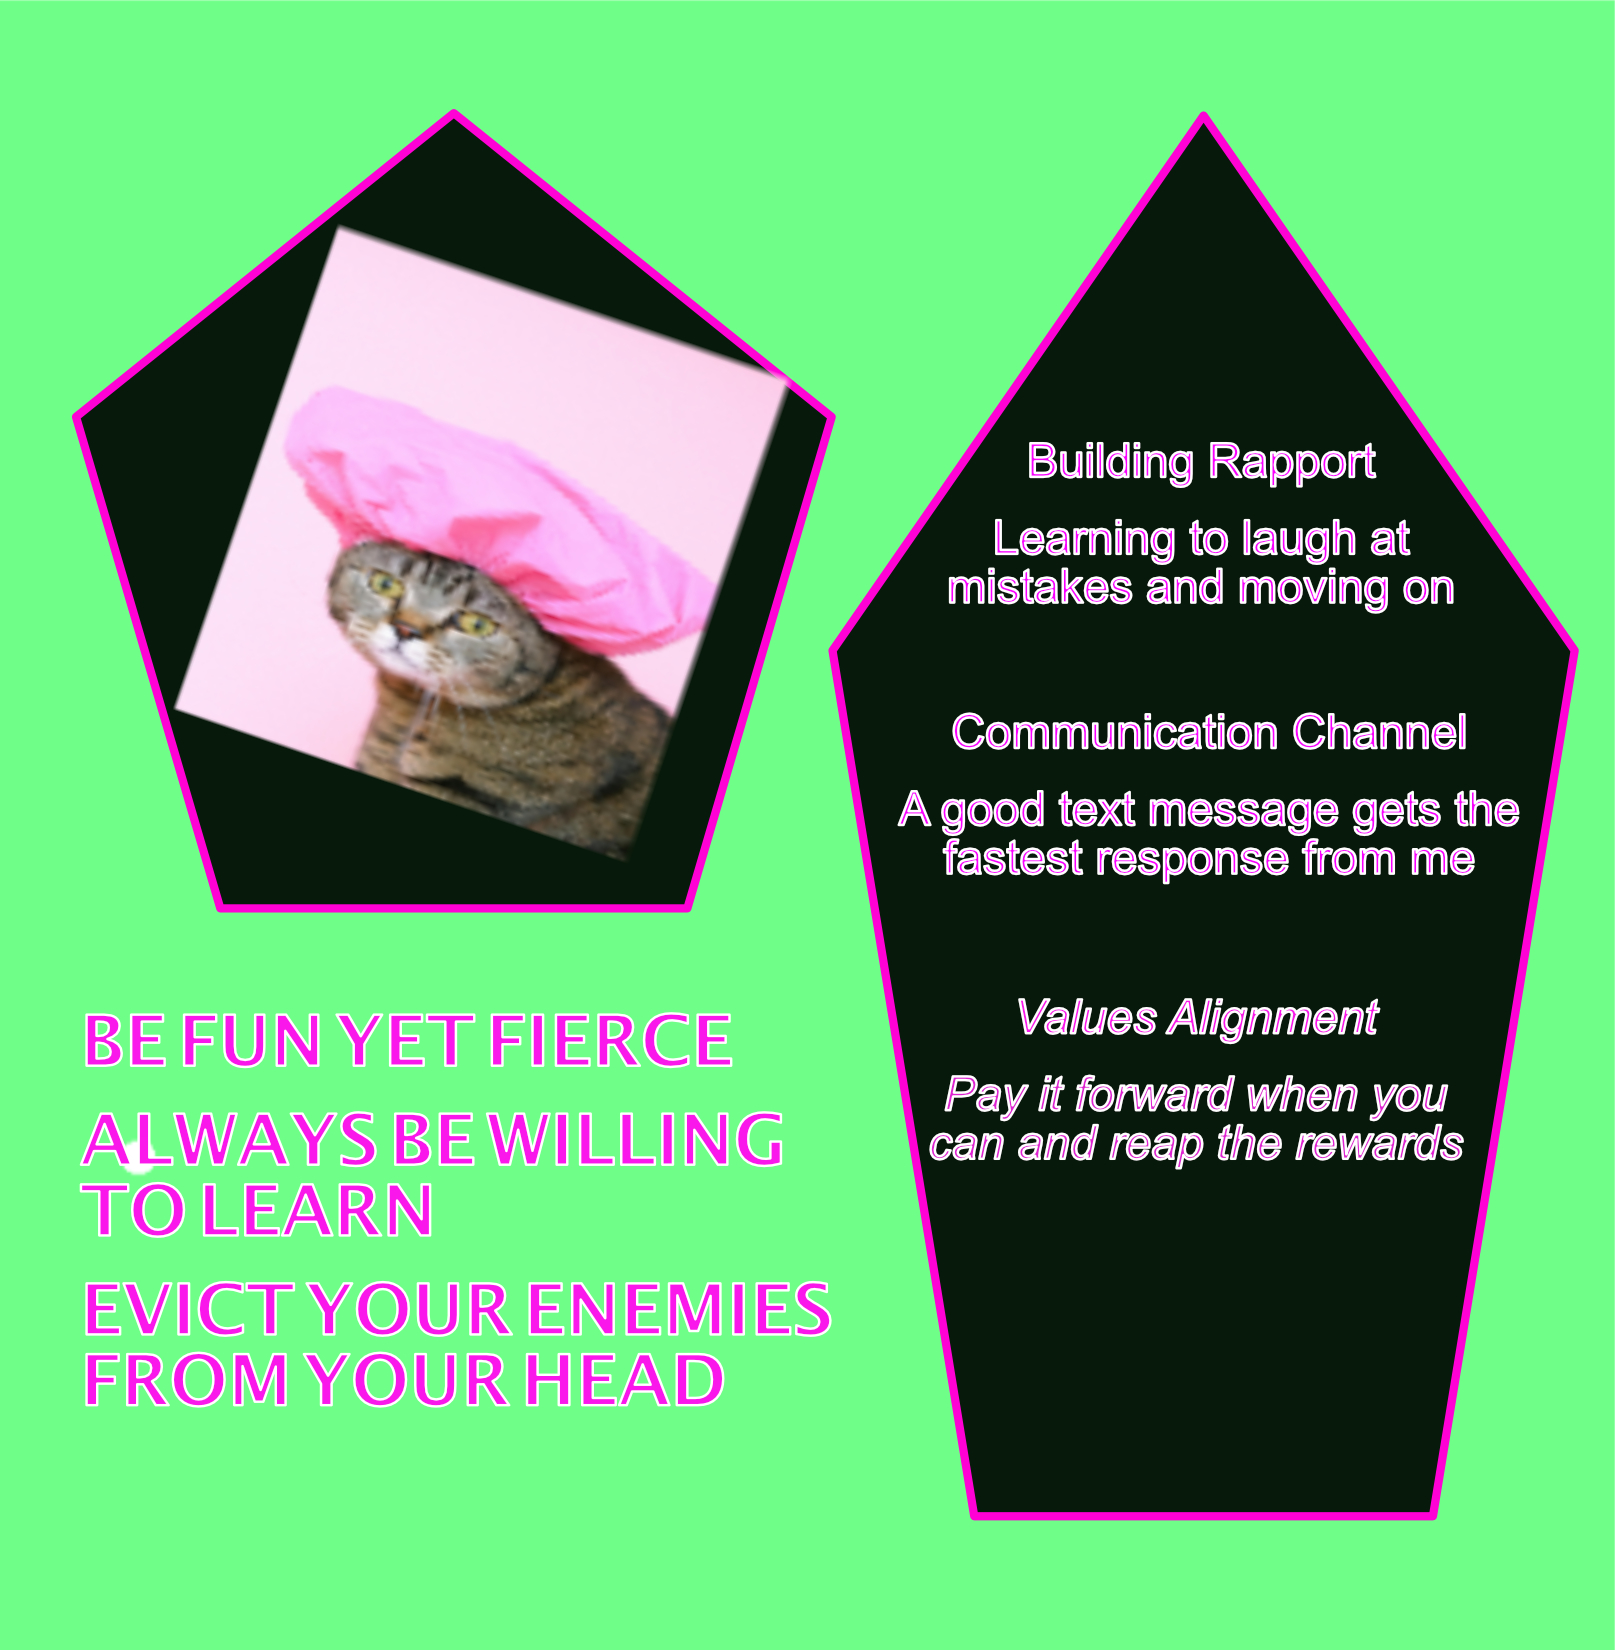 BE FUN YET FIERCE
ALWAYS BE WILLING
TO LEARN
EVICT YOUR ENEMIES
FROM YOUR HEAD
Building Rapport
Learning to laugh at
mistakes and moving on
Communication Channel
A good text message gets the
fastest response from me
Values Alignment
Pay it forward when you
can and reap the rewards